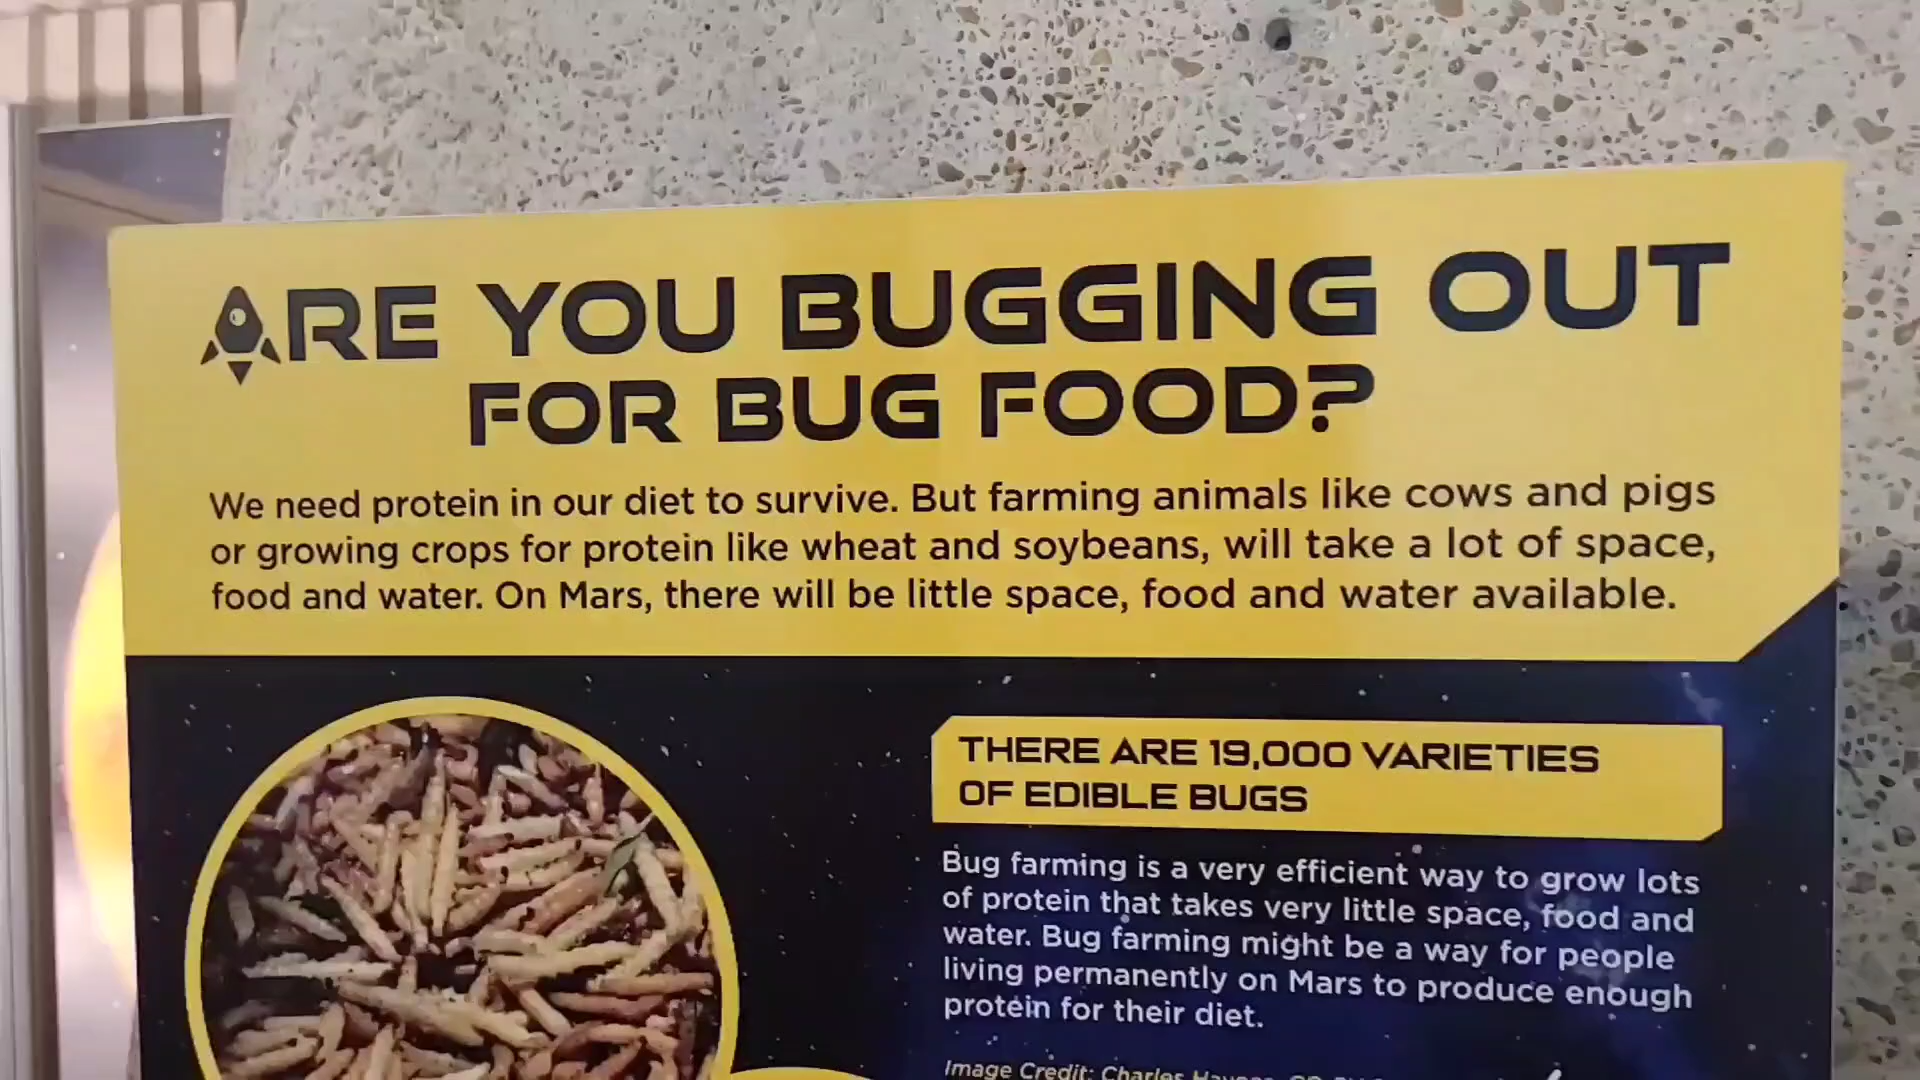 ARE YOU BUGGING OUT
FOR BUG FOOD?
We need protein in our diet to survive. But farming animals like cows and pigs
or growing crops for protein like wheat and soybeans, will take a lot of space,
food and water. On Mars, there will be little space, food and water available.
THERE ARE 19,000 VARIETIES
OF EDIBLE BUGS
Bug farming is a very efficient way to grow lots
of protein that takes very little space, food and
water. Bug farming might be a way for people
living permanently on Mars to produce enough
protein for their diet.
Image Credit: Charles